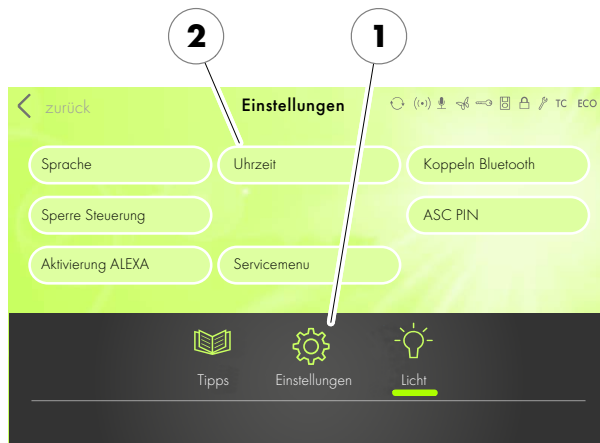 2 1
zurück Einstellungen TC ECO
Sprache Uhrzeit Koppeln Bluetooth
Sperre Steuerung ASC PIN
Aktivierung ALEXA Servicemenu
Tipps Einstellungen Licht